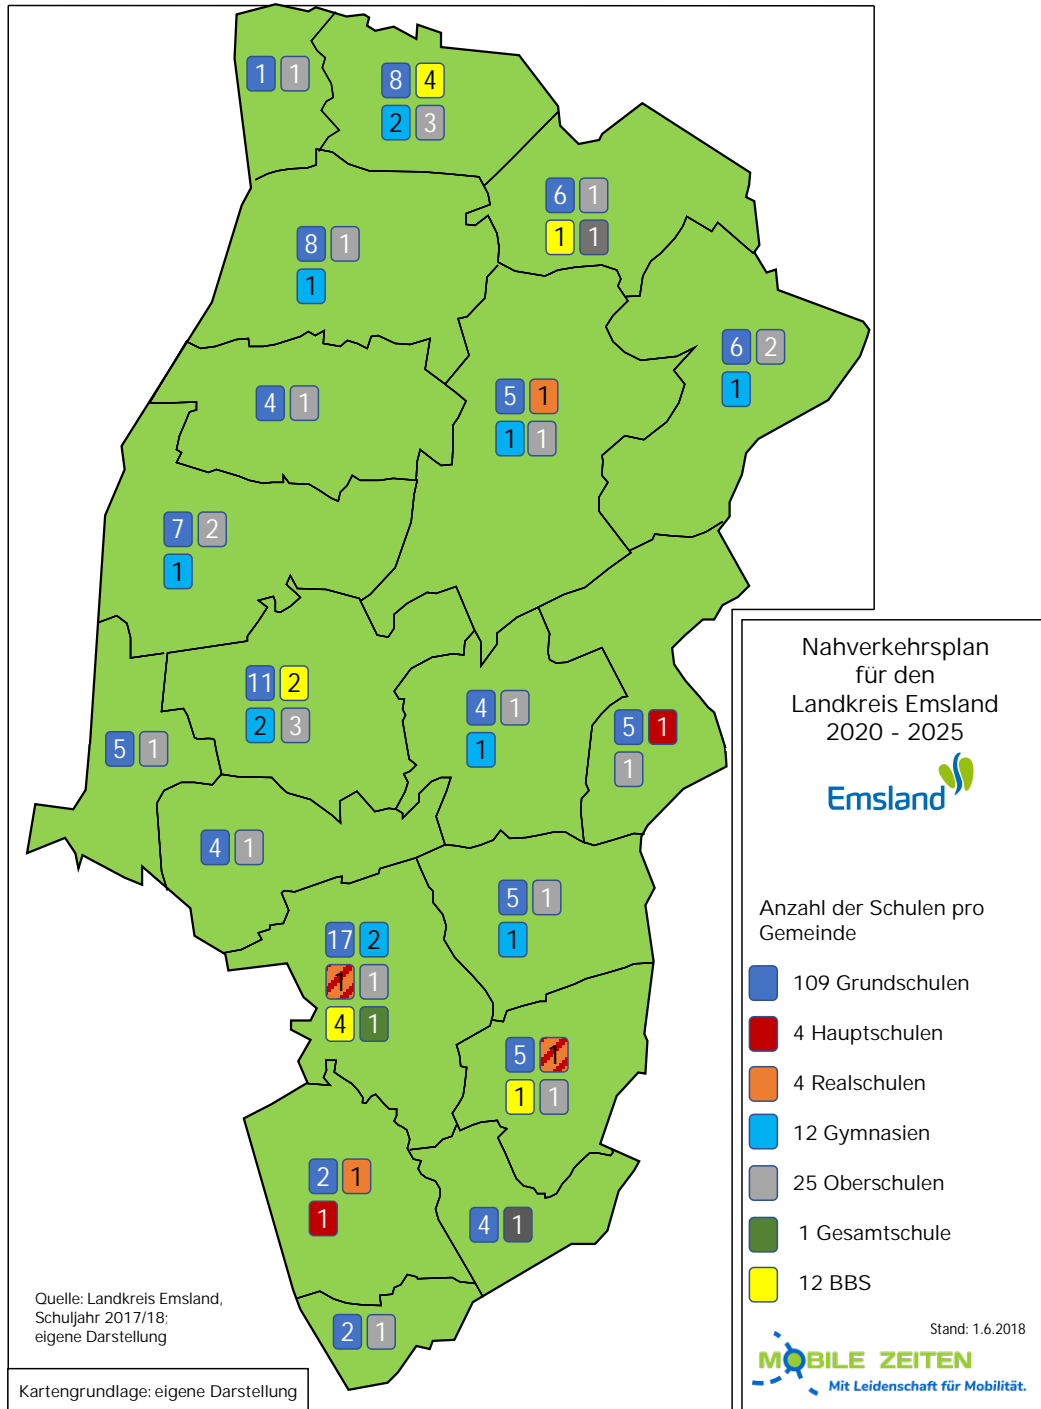 1 1
8 4
2 3
6 1
1 1
8 1
1
6 2
1
5 1
1 1
4 1
7 2
1
11 2
2 3
4 1
1
5 1
1
5 1
4 1
5 1
1
17 2
1 1
4 1
5 1
1 1
2 1
1
4 1
2 1
Nahverkehrsplan
für den
Landkreis Emsland
2020 - 2025
Emsland
Anzahl der Schulen pro
Gemeinde
109 Grundschulen
4 Hauptschulen
4 Realschulen
12 Gymnasien
25 Oberschulen
1 Gesamtschule
12 BBS
Stand: 1.6.2018
MOBILE ZEITEN
Mit Leidenschaft für Mobilität.
Quelle: Landkreis Emsland,
Schuljahr 2017/18;
eigene Darstellung
Kartengrundlage: eigene Darstellung